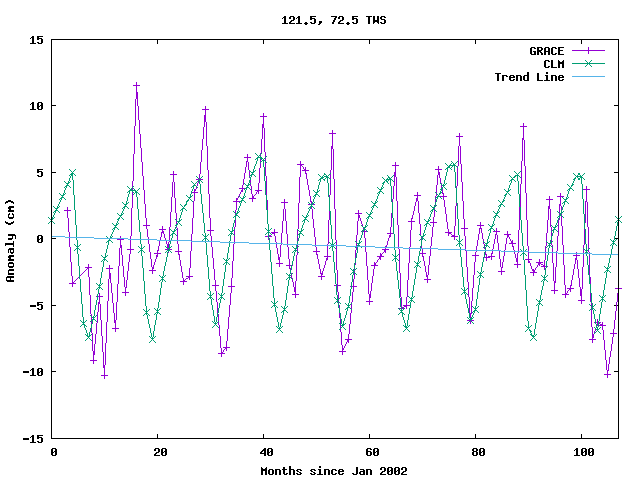 121.5, 72.5 TWS
GRACE
CLM
Trend Line
15
10
5
0
-5
-10
-15
Anomaly (cm)
0 20 40 60 80 100
Months since Jan 2002